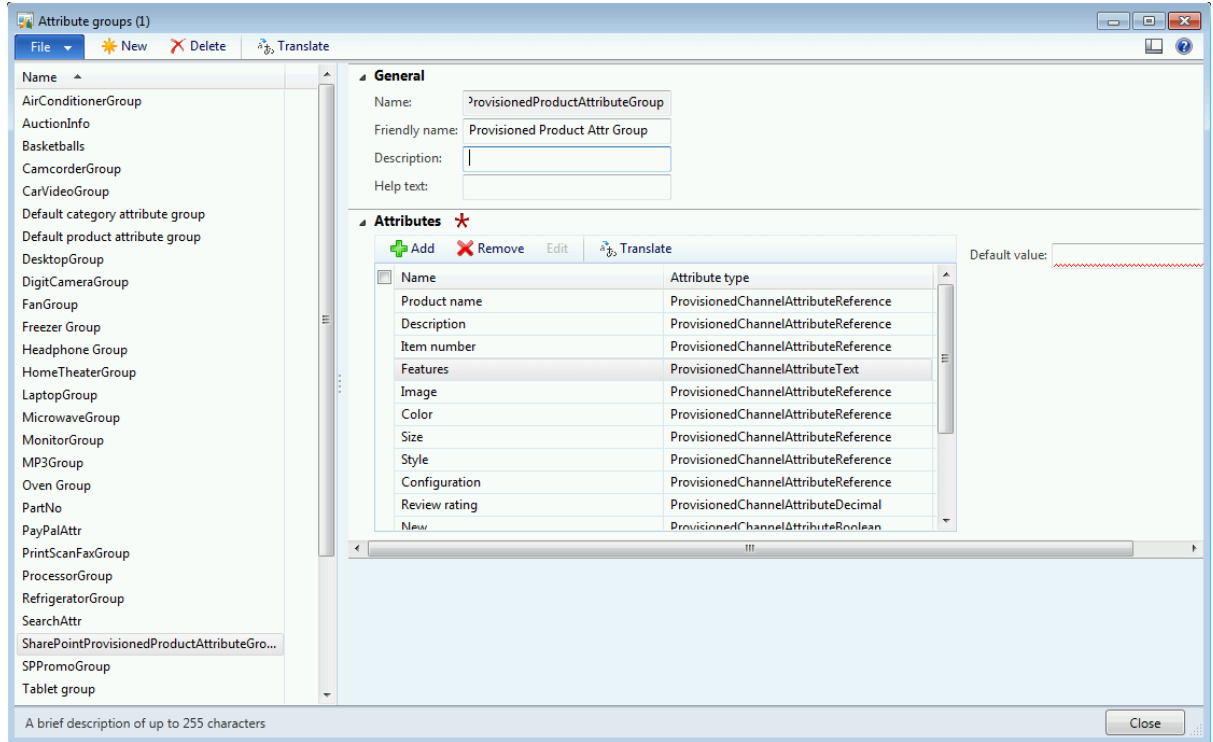 Attribute groups (1)
File New Delete Translate
Name
AirConditionerGroup
AuctionInfo
Basketballs
CamcorderGroup
CarVideoGroup
Default category attribute group
Default product attribute group
DesktopGroup
DigitCameraGroup
FanGroup
Freezer Group
Headphone Group
HomeTheaterGroup
LaptopGroup
MicrowaveGroup
MonitorGroup
MP3Group
Oven Group
PartNo
PayPalAttr
PrintScanFaxGroup
ProcessorGroup
RefrigeratorGroup
SearchAttr
SharePointProvisionedProductAttributeGro...
SPPromoGroup
Tablet group
General
Name: ProvisionedProductAttributeGroup
Friendly name: Provisioned Product Attr Group
Description:
Help text:
Attributes *
Add Remove Edit Translate
Name Attribute type
Product name ProvisionedChannelAttributeReference
Description ProvisionedChannelAttributeReference
Item number ProvisionedChannelAttributeReference
Features ProvisionedChannelAttributeText
Image ProvisionedChannelAttributeReference
Color ProvisionedChannelAttributeReference
Size ProvisionedChannelAttributeReference
Style ProvisionedChannelAttributeReference
Configuration ProvisionedChannelAttributeReference
Review rating ProvisionedChannelAttributeDecimal
New ProvisionedChannelAttributeBoolean
Default value:
A brief description of up to 255 characters
Close